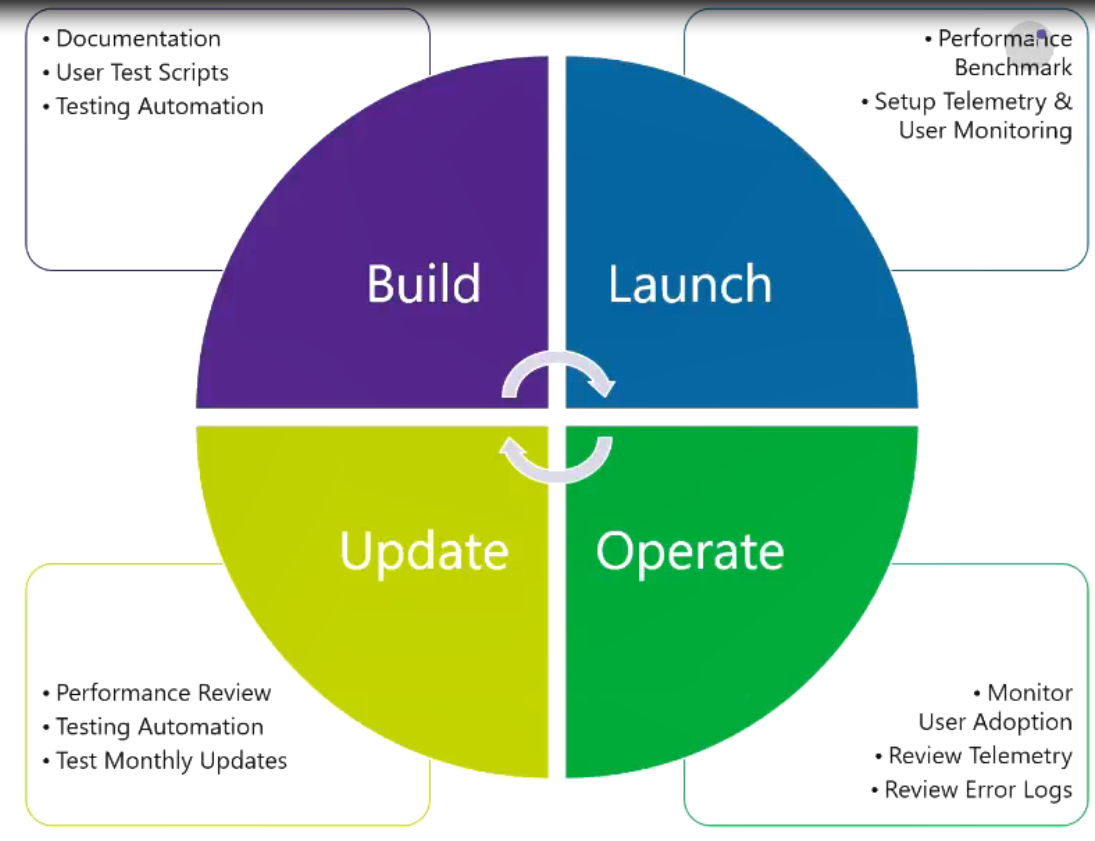 • Documentation
• User Test Scripts
• Testing Automation
• Performance
Benchmark
• Setup Telemetry &
User Monitoring
Build
Launch
Update
Operate
• Performance Review
• Testing Automation
• Test Monthly Updates
• Monitor
User Adoption
• Review Telemetry
• Review Error Logs